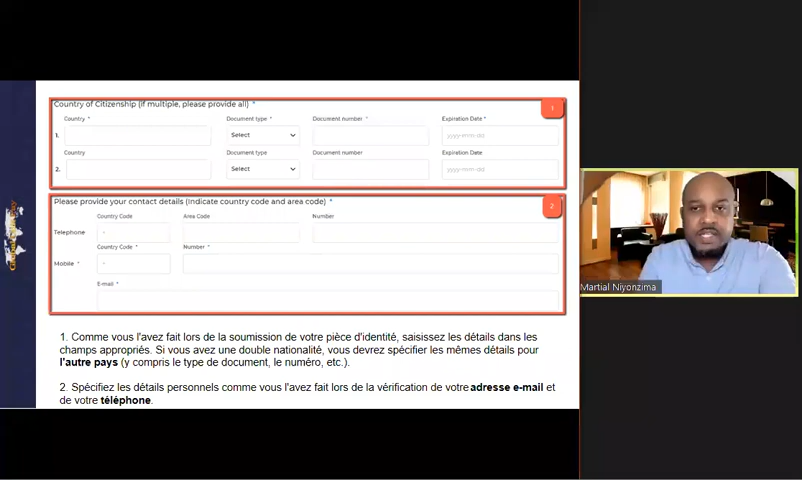 Country of Citizenship (if multiple, please provide all) *
1
Country * Document type * Document number * Expiration Date *
1. Select yyyy-mm-dd
Country Document type Document number Expiration Date
2. Select yyyy-mm-dd
Please provide your contact details (Indicate country code and area code) *
2
Country Code Area Code Number
Telephone -
Country Code * Number *
Mobile * -
E-mail *
1. Comme vous l'avez fait lors de la soumission de votre pièce d'identité, saisissez les détails dans les
champs appropriés. Si vous avez une double nationalité, vous devrez spécifier les mêmes détails pour
l'autre pays (y compris le type de document, le numéro, etc.).
2. Spécifiez les détails personnels comme vous l'avez fait lors de la vérification de votre adresse e-mail et
de votre téléphone.
Martial Niyonzima